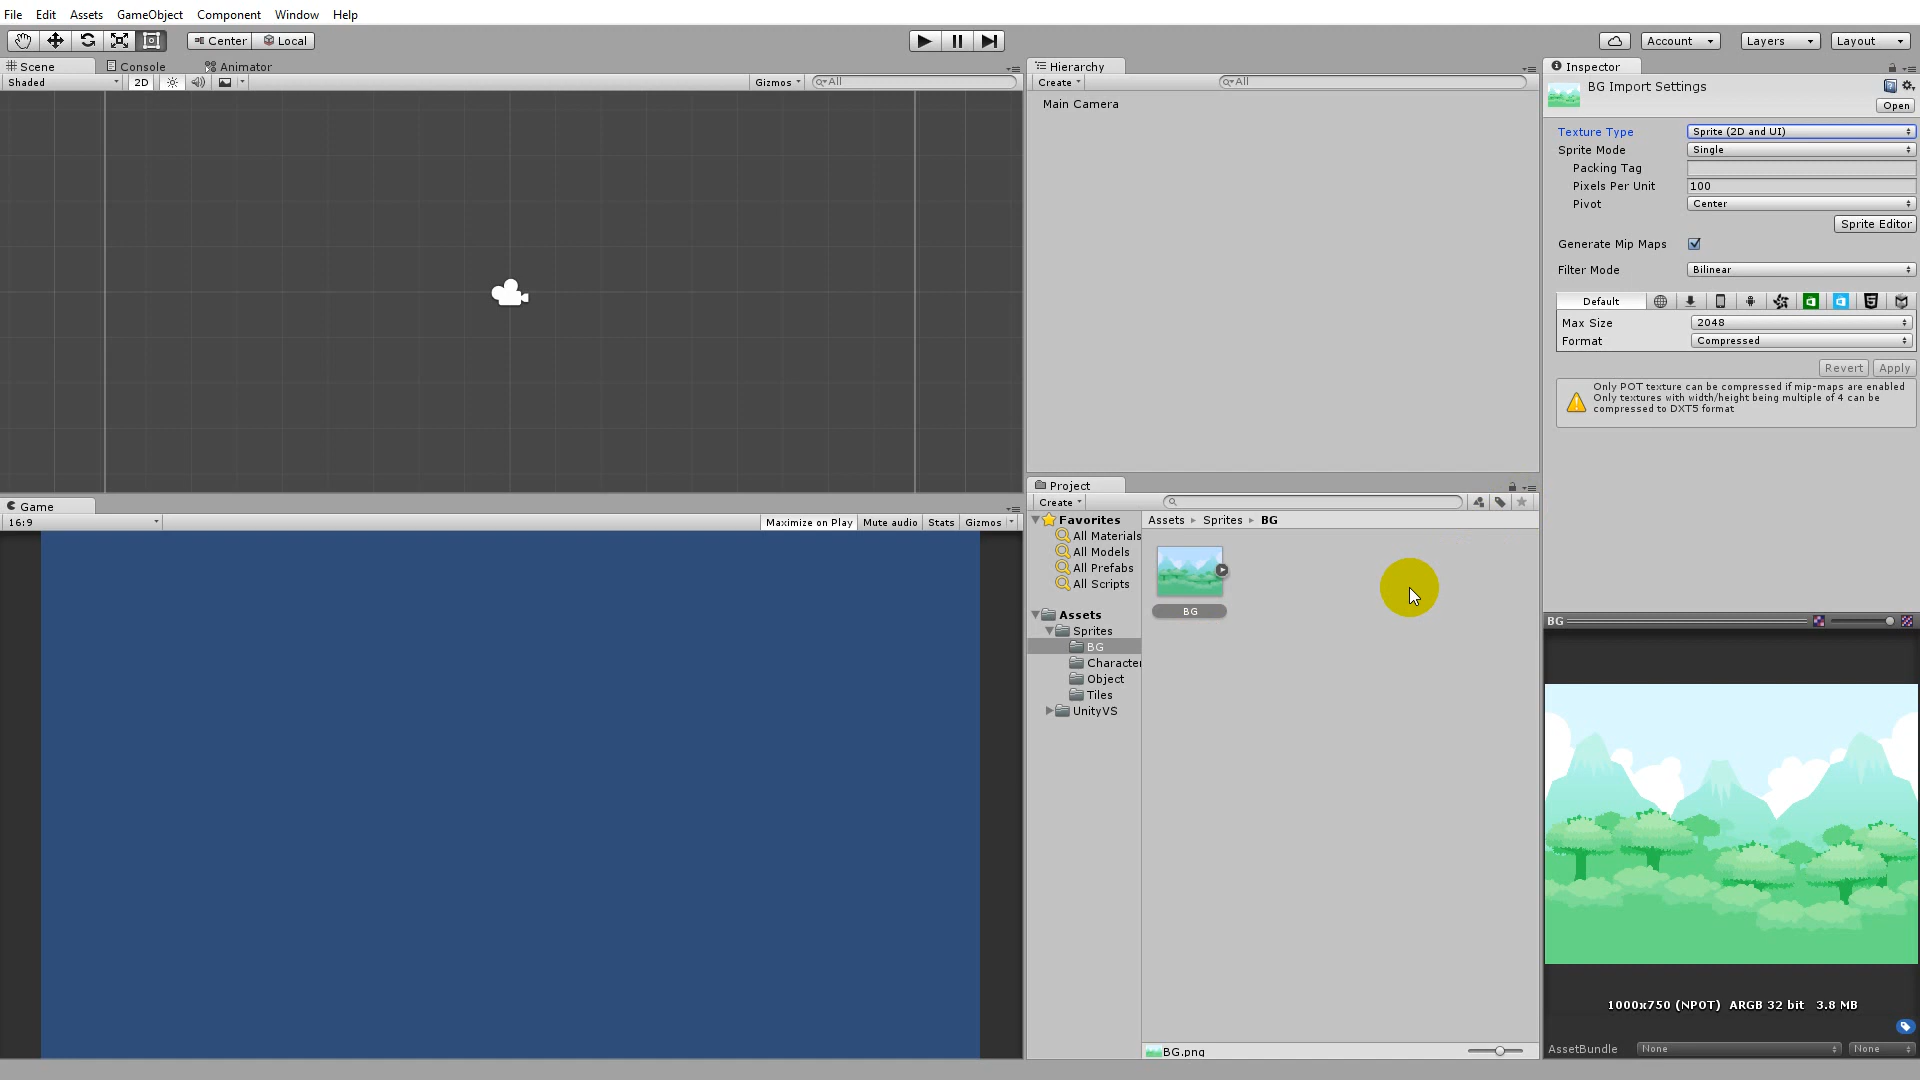 File Edit Assets GameObject Component Window Help
Center Local
Account Layers Layout
Scene Console Animator
Shaded 2D Gizmos All
Game
16:9 Maximize on Play Mute audio Stats Gizmos
Hierarchy
Create All
Main Camera
Project
Create
Favorites
All Materials
All Models
All Prefabs
All Scripts
Assets
Sprites
BG
Character
Object
Tiles
UnityVS
Assets Sprites BG
BG
BG.png
Inspector
BG Import Settings
Open
Texture Type Sprite (2D and UI)
Sprite Mode Single
Packing Tag
Pixels Per Unit 100
Pivot Center
Sprite Editor
Generate Mip Maps
Filter Mode Bilinear
Default
Max Size 2048
Format Compressed
Revert Apply
Only POT texture can be compressed if mip-maps are enabled
Only textures with width/height being multiple of 4 can be
compressed to DXT5 format
BG
1000x750 (NPOT) ARGB 32 bit 3.8 MB
AssetBundle None None